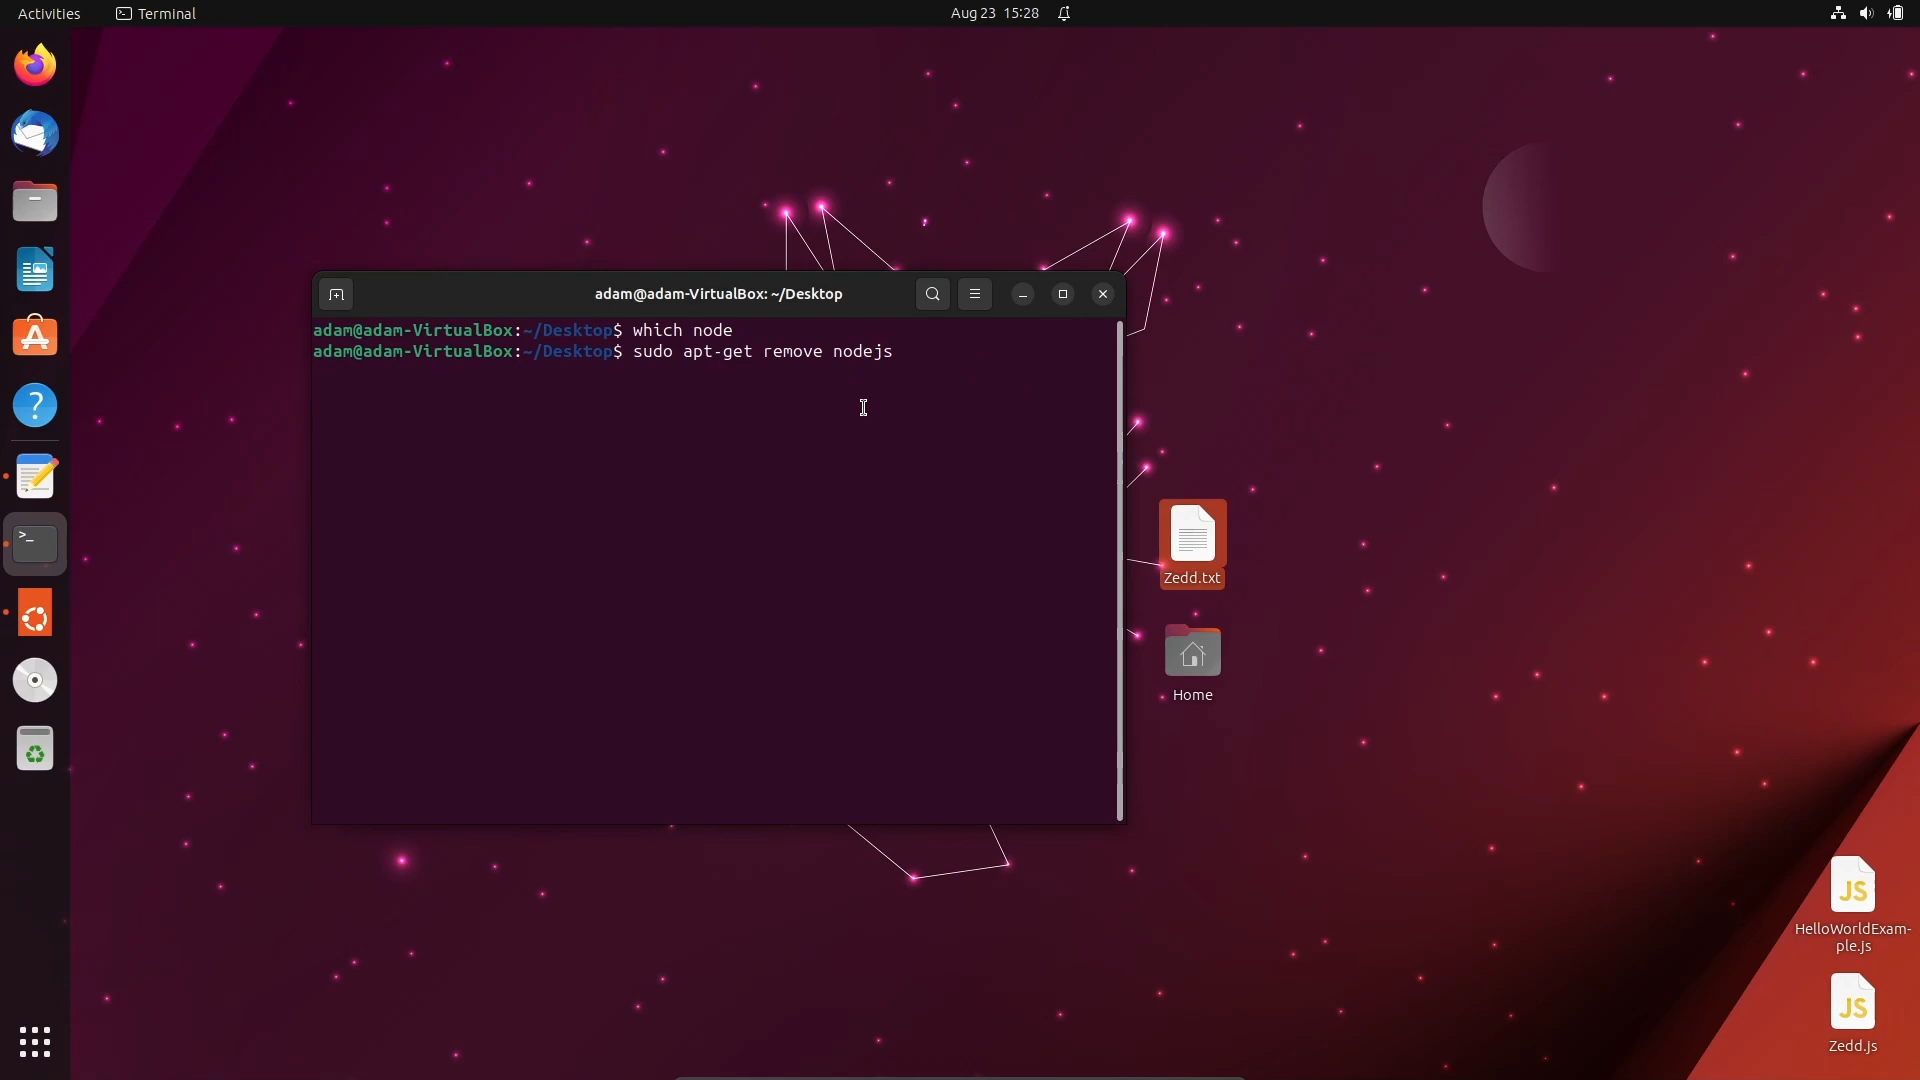 Activities
Terminal
Aug 23 15:28
adam@adam-VirtualBox: ~/Desktop
adam@adam-VirtualBox:~/Desktop$ which node
adam@adam-VirtualBox:~/Desktop$ sudo apt-get remove nodejs
Zedd.txt
Home
JS
HelloWorldExam-
ple.js
JS
Zedd.js